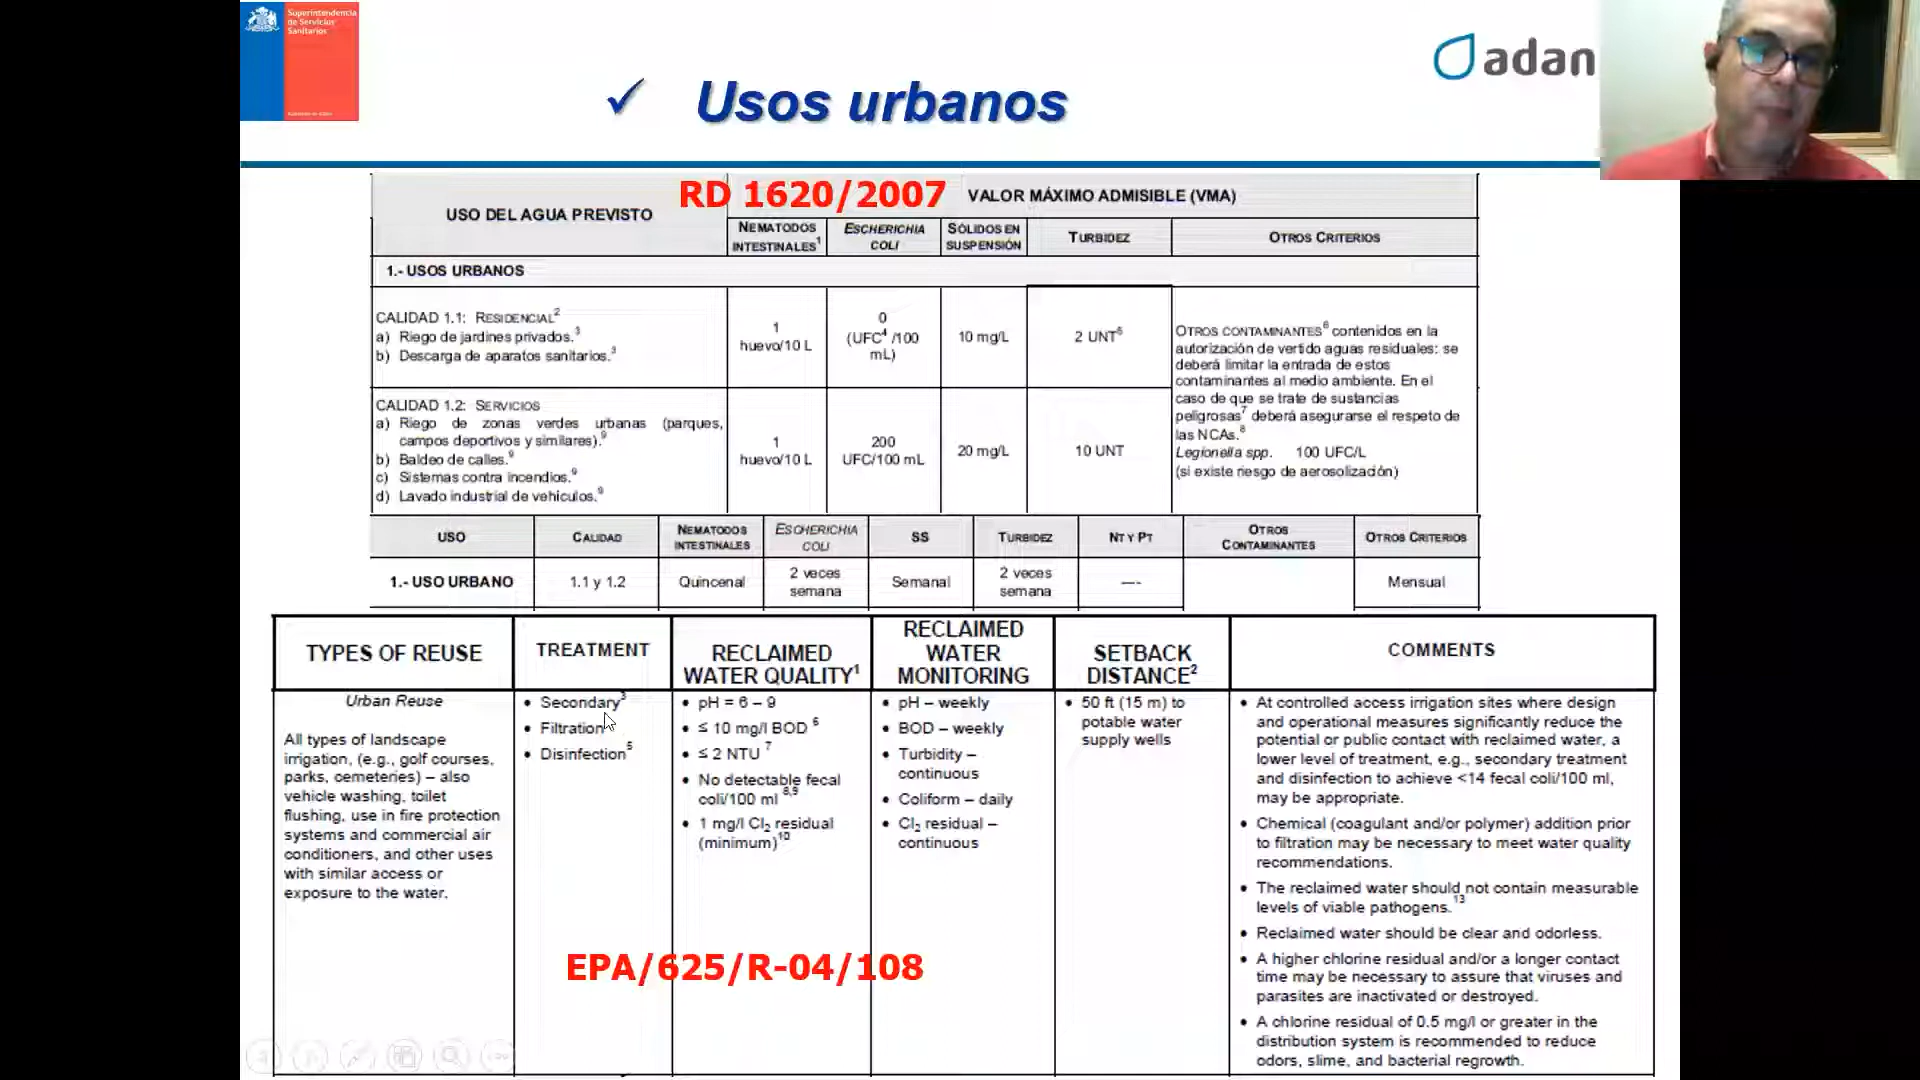 Superintendencia
de Servicios
Sanitarios
adan
✓ Usos urbanos
RD 1620/2007
USO DEL AGUA PREVISTO
VALOR MÁXIMO ADMISIBLE (VMA)
NEMATODOS
INTESTINALES1
ESCHERICHIA
COLI
SÓLIDOS EN
SUSPENSIÓN
TURBIDEZ
OTROS CRITERIOS
1.- USOS URBANOS
CALIDAD 1.1: RESIDENCIAL2
a) Riego de jardines privados.3
b) Descarga de aparatos sanitarios.3
1
huevo/10 L
0
(UFC4 /100
mL)
10 mg/L
2 UNT5
OTROS CONTAMINANTES6 contenidos en la
autorización de vertido aguas residuales: se
deberá limitar la entrada de estos
contaminantes al medio ambiente. En el
caso de que se trate de sustancias
peligrosas7 deberá asegurarse el respeto de
las NCAs.8
Legionella spp. 100 UFC/L
(si existe riesgo de aerosolización)
CALIDAD 1.2: SERVICIOS
a) Riego de zonas verdes urbanas (parques,
campos deportivos y similares).9
b) Baldeo de calles.9
c) Sistemas contra incendios.9
d) Lavado industrial de vehículos.9
1
huevo/10 L
200
UFC/100 mL
20 mg/L
10 UNT
USO
CALIDAD
NEMATODOS
INTESTINALES
ESCHERICHIA
COLI
SS
TURBIDEZ
NT Y PT
OTROS
CONTAMINANTES
OTROS CRITERIOS
1.- USO URBANO
1.1 y 1.2
Quincenal
2 veces
semana
Semanal
2 veces
semana
----
Mensual
TYPES OF REUSE
TREATMENT
RECLAIMED
WATER QUALITY1
RECLAIMED
WATER
MONITORING
SETBACK
DISTANCE2
COMMENTS
Urban Reuse
All types of landscape
irrigation, (e.g., golf courses,
parks, cemeteries) – also
vehicle washing, toilet
flushing, use in fire protection
systems and commercial air
conditioners, and other uses
with similar access or
exposure to the water.
• Secondary3
• Filtration
• Disinfection5
• pH = 6 – 9
• ≤ 10 mg/l BOD 6
• ≤ 2 NTU 7
• No detectable fecal
coli/100 ml 8,9
• 1 mg/l Cl2 residual
(minimum)10
• pH – weekly
• BOD – weekly
• Turbidity –
continuous
• Coliform – daily
• Cl2 residual –
continuous
• 50 ft (15 m) to
potable water
supply wells
• At controlled access irrigation sites where design
and operational measures significantly reduce the
potential or public contact with reclaimed water, a
lower level of treatment, e.g., secondary treatment
and disinfection to achieve <14 fecal coli/100 ml,
may be appropriate.
• Chemical (coagulant and/or polymer) addition prior
to filtration may be necessary to meet water quality
recommendations.
• The reclaimed water should not contain measurable
levels of viable pathogens.13
• Reclaimed water should be clear and odorless.
• A higher chlorine residual and/or a longer contact
time may be necessary to assure that viruses and
parasites are inactivated or destroyed.
• A chlorine residual of 0.5 mg/l or greater in the
distribution system is recommended to reduce
odors, slime, and bacterial regrowth.
EPA/625/R-04/108